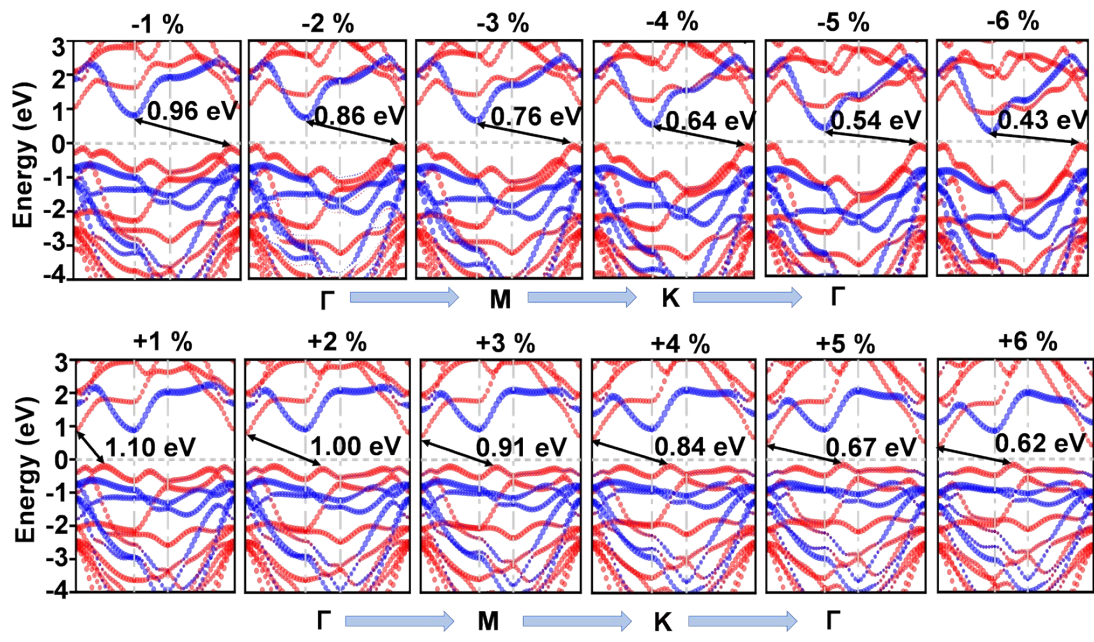 -1 % -2 % -3 % -4 % -5 % -6 %
Energy (eV)
3
2
1
0
-1
-2
-3
-4
0.96 eV 0.86 eV 0.76 eV 0.64 eV 0.54 eV 0.43 eV
Γ M K Γ
+1 % +2 % +3 % +4 % +5 % +6 %
Energy (eV)
3
2
1
0
-1
-2
-3
-4
1.10 eV 1.00 eV 0.91 eV 0.84 eV 0.67 eV 0.62 eV
Γ M K Γ